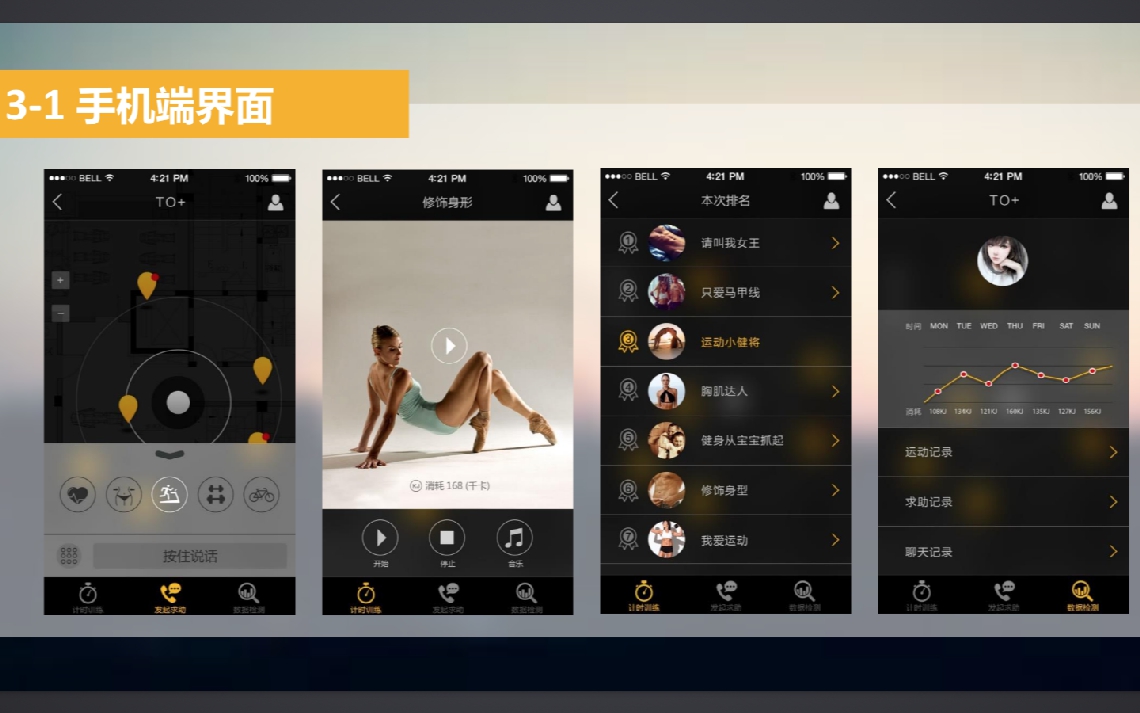 3-1 手机端界面
BELL 4:21 PM 100%
TO+
+
-
按住说话
计时训练 发起求助 数据检测
BELL 4:21 PM 100%
修饰身形
消耗 168 (千卡)
开始 停止 音乐
计时训练 发起求助 数据检测
BELL 4:21 PM 100%
本次排名
1 请叫我女王
2 只爱马甲线
3 运动小健将
4 胸肌达人
5 健身从宝宝抓起
6 修饰身型
7 我爱运动
计时训练 发起求助 数据检测
BELL 4:21 PM 100%
TO+
时间 MON TUE WED THU FRI SAT SUN
消耗 108KJ 134KJ 121KJ 168KJ 135KJ 127KJ 156KJ
运动记录
求助记录
聊天记录
计时训练 发起求助 数据检测